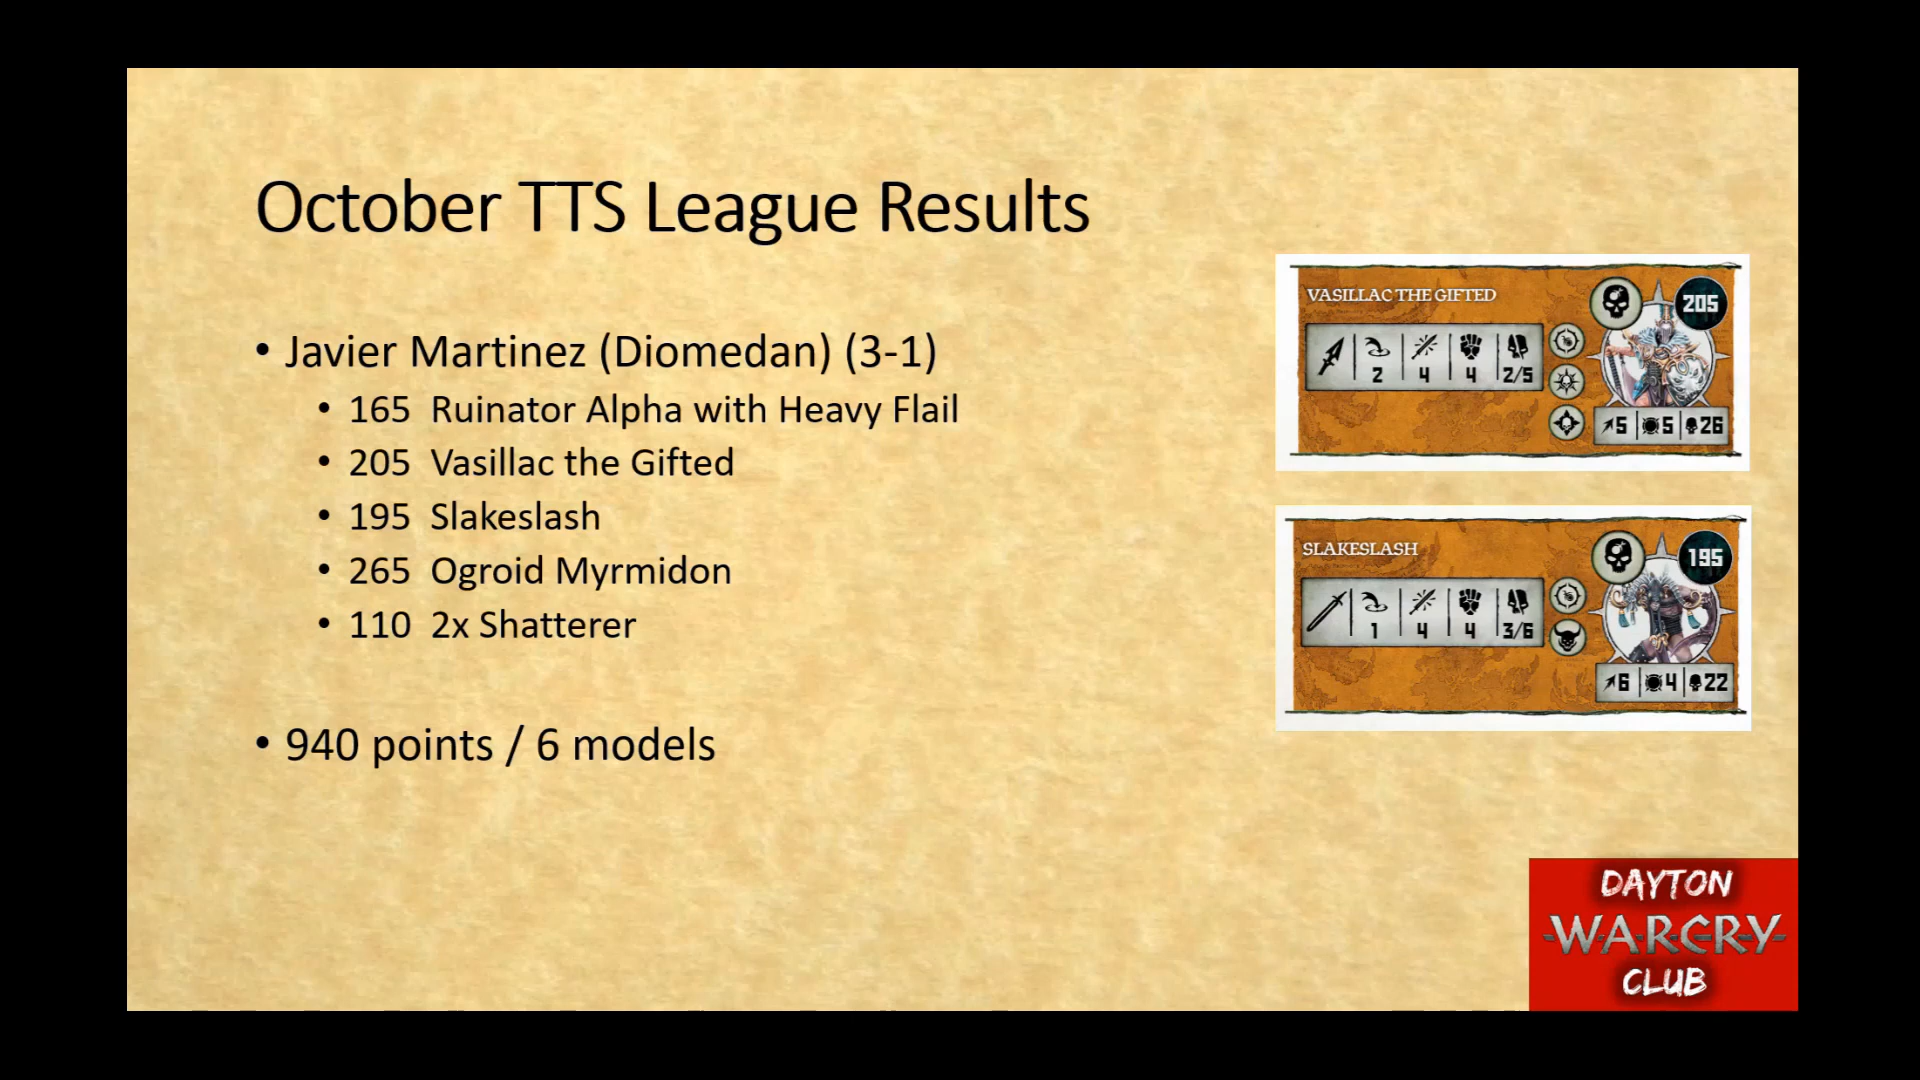 October TTS League Results
• Javier Martinez (Diomedan) (3-1)
• 165 Ruinator Alpha with Heavy Flail
• 205 Vasillac the Gifted
• 195 Slakeslash
• 265 Ogroid Myrmidon
• 110 2x Shatterer
• 940 points / 6 models
VASILLAC THE GIFTED
205
2 4 4 2/5
5 5 26
SLAKESLASH
195
1 4 4 3/6
6 4 22
DAYTON
WARCRY
CLUB